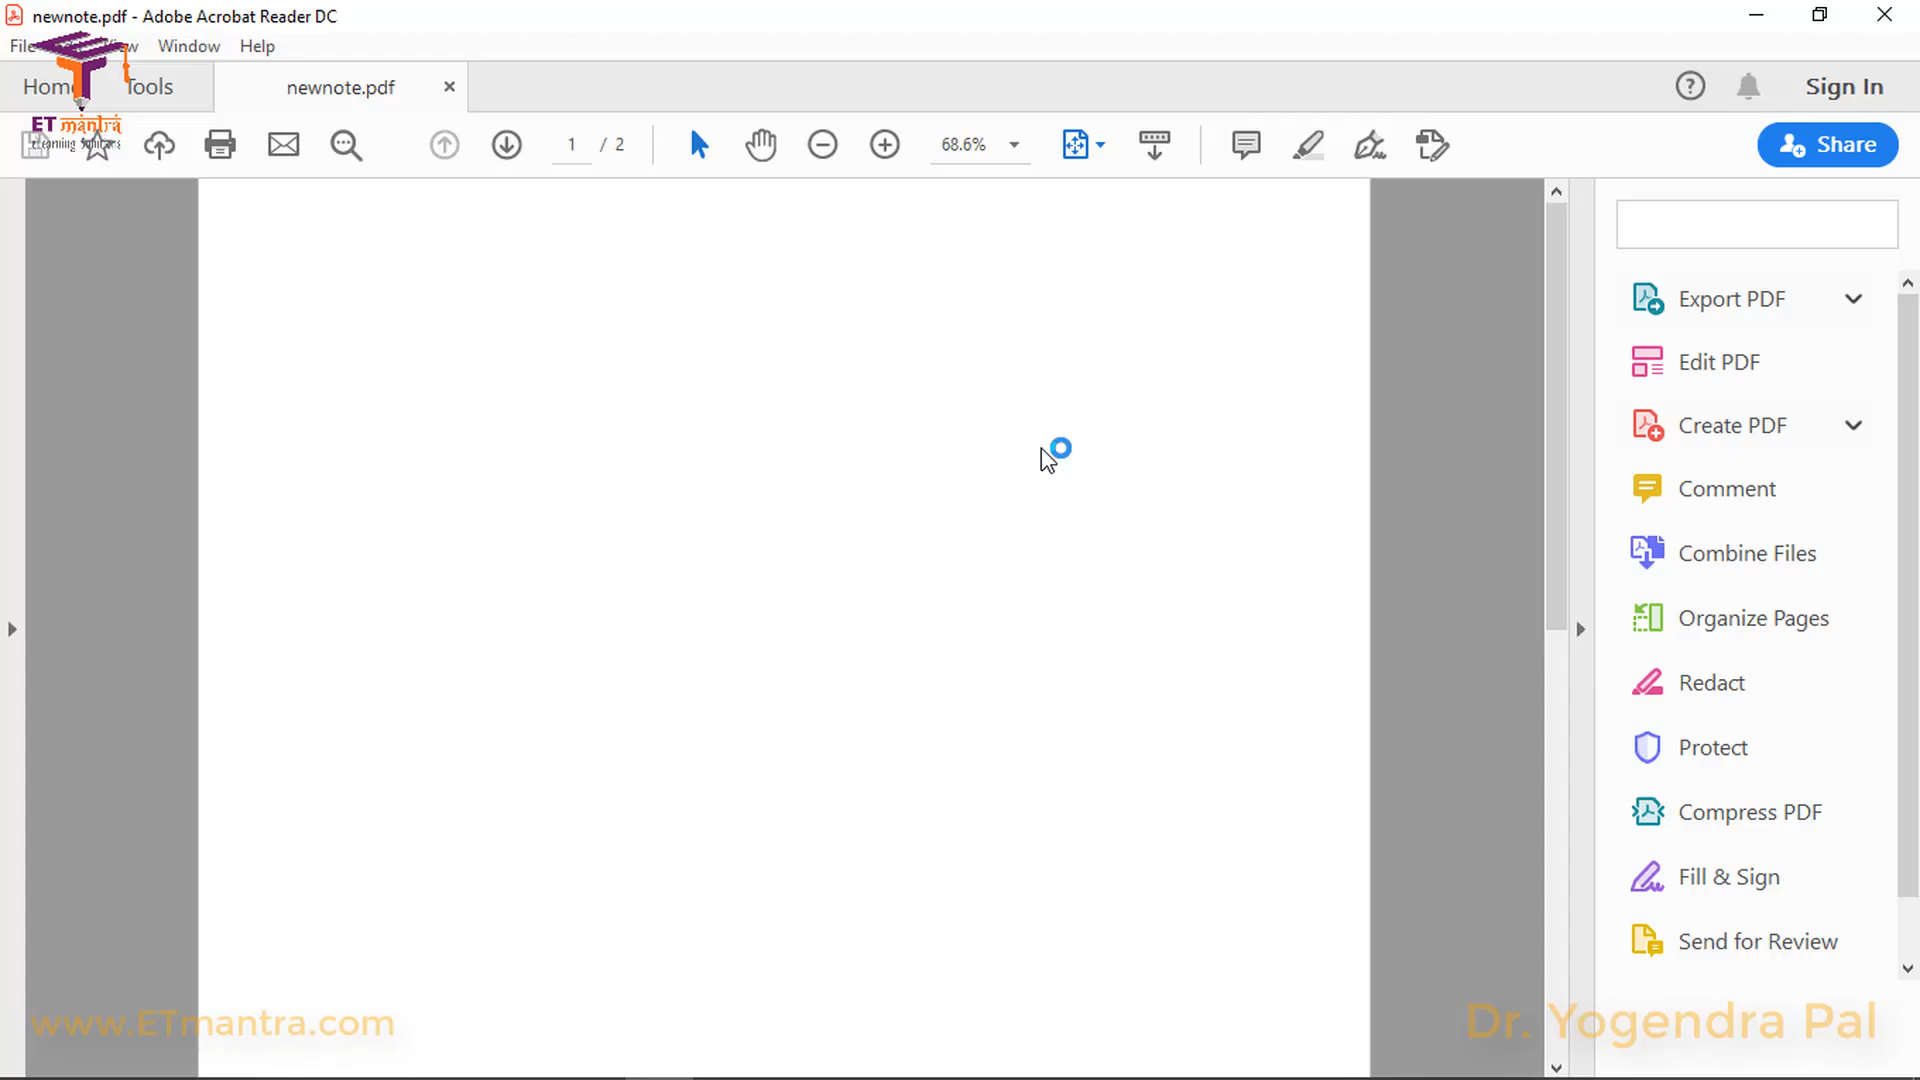 newnote.pdf - Adobe Acrobat Reader DC
File View Window Help
Home Tools newnote.pdf Sign In
ET mantra
eLearning
1 / 2 68.6% Share
Export PDF
Edit PDF
Create PDF
Comment
Combine Files
Organize Pages
Redact
Protect
Compress PDF
Fill & Sign
Send for Review
www.ETmantra.com
Dr. Yogendra Pal